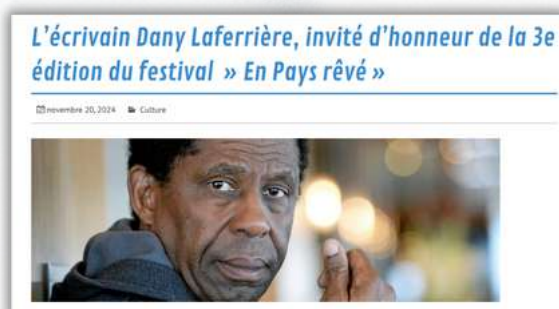 L'écrivain Dany Laferrière, invité d'honneur de la 3e
édition du festival » En Pays rêvé »
novembre 20, 2024 Culture